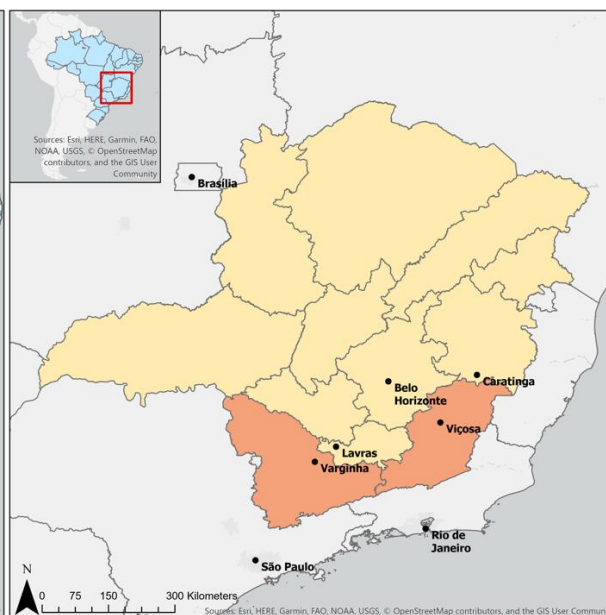 Sources: Esri, HERE, Garmin, FAO,
NOAA, USGS, © OpenStreetMap
contributors, and the GIS User
Community
Brasília
Belo
Horizonte
Caratinga
Viçosa
Lavras
Varginha
Rio de
Janeiro
São Paulo
N
0 75 150 300 Kilometers
Sources: Esri, HERE, Garmin, FAO, NOAA, USGS, © OpenStreetMap contributors, and the GIS User